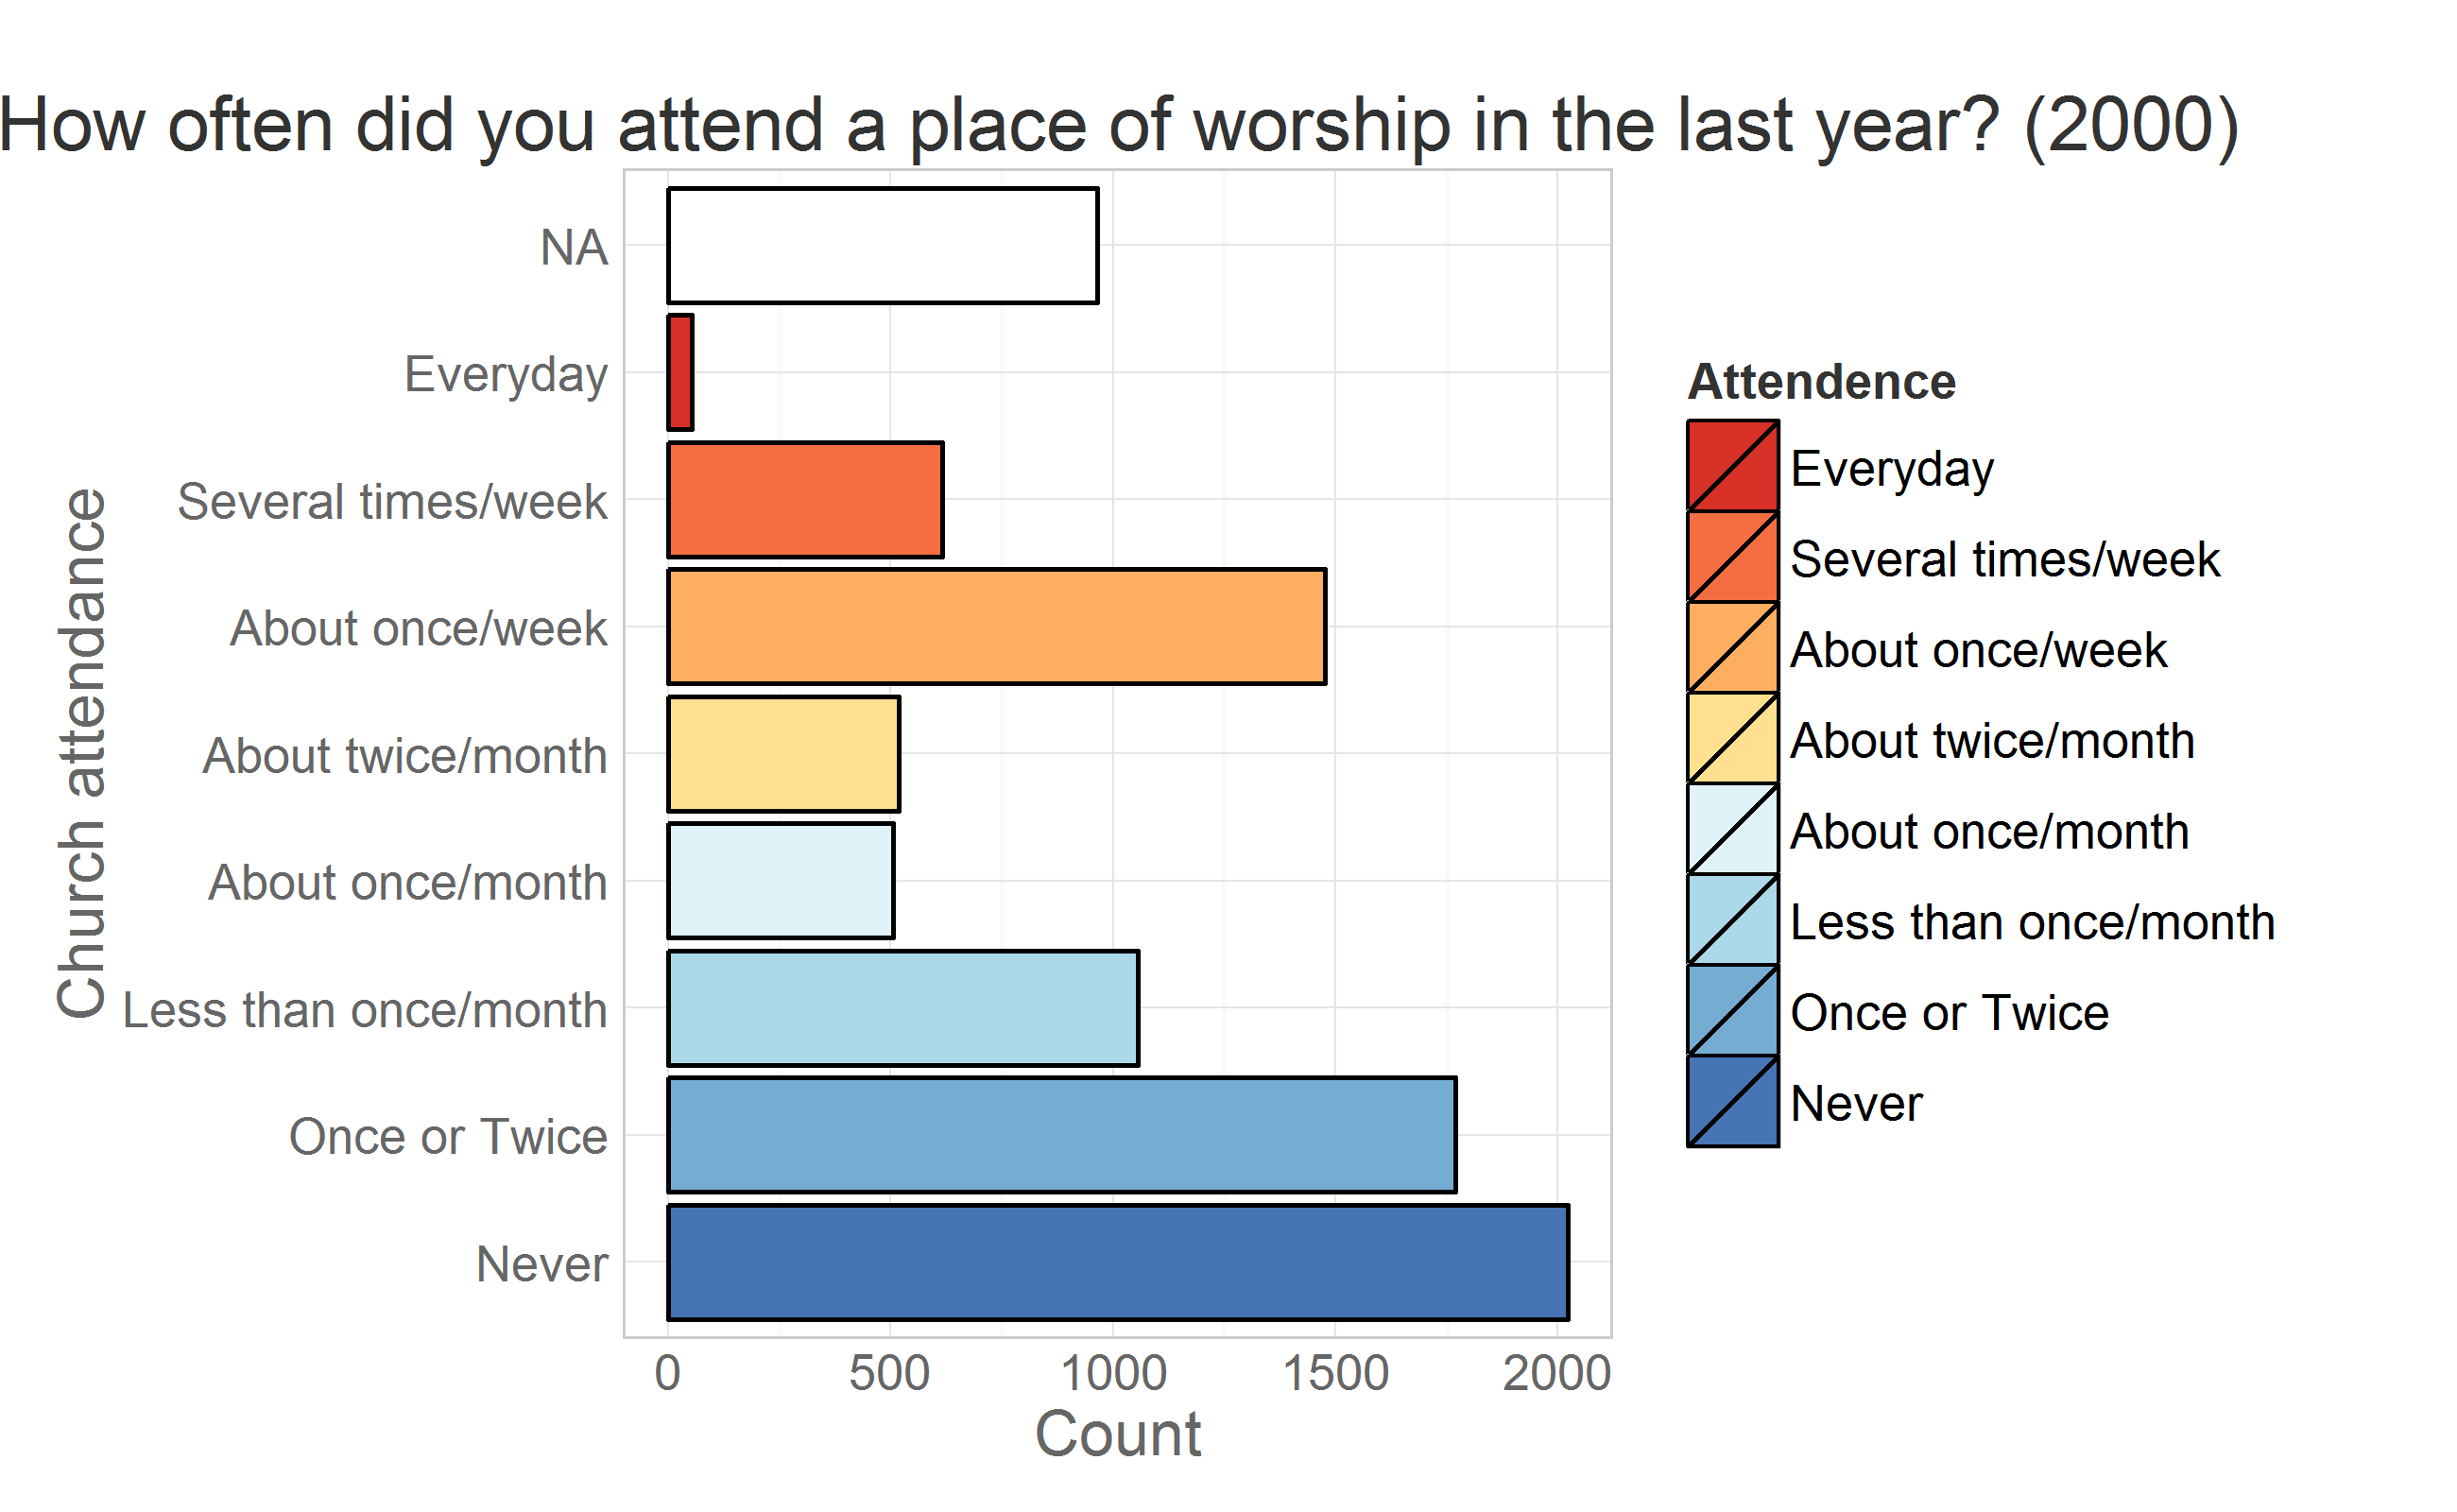 How often did you attend a place of worship in the last year? (2000)
Church attendance
NA
Everyday
Several times/week
About once/week
About twice/month
About once/month
Less than once/month
Once or Twice
Never
0 500 1000 1500 2000
Count
Attendence
Everyday
Several times/week
About once/week
About twice/month
About once/month
Less than once/month
Once or Twice
Never